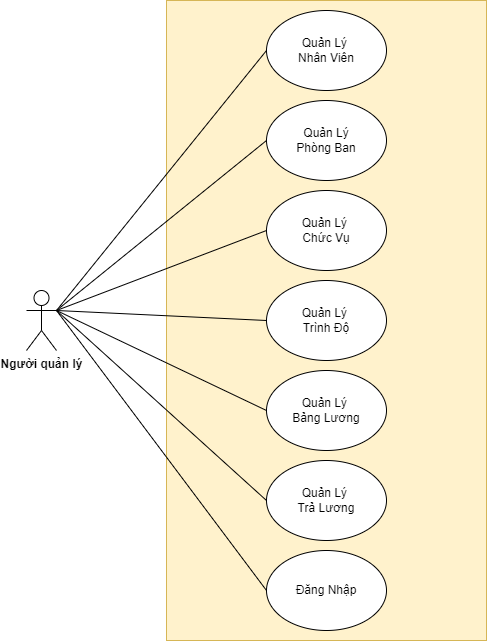 Quản Lý
Nhân Viên
Quản Lý
Phòng Ban
Quản Lý
Chức Vụ
Quản Lý
Trình Độ
Người quản lý
Quản Lý
Bảng Lương
Quản Lý
Trả Lương
Đăng Nhập